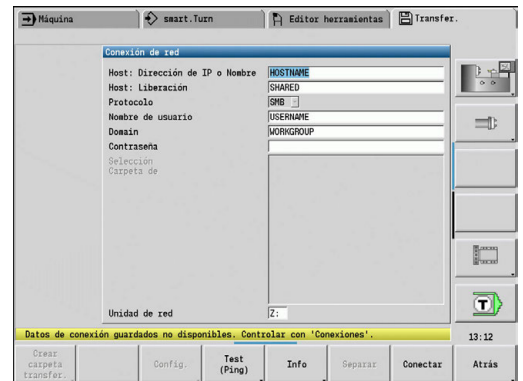 Máquina
smart.Turn
Editor herramientas
Transfer.
Conexión de red
Host: Dirección de IP o Nombre
HOSTNAME
Host: Liberación
SHARED
Protocolo
SMB
Nombre de usuario
USERNAME
Domain
WORKGROUP
Contraseña
Selección
Carpeta de
Unidad de red
Z:
Datos de conexión guardados no disponibles. Controlar con 'Conexiones'.
13:12
Crear
carpeta
transfer.
Config.
Test
(Ping)
Info
Separar
Conectar
Atrás
T